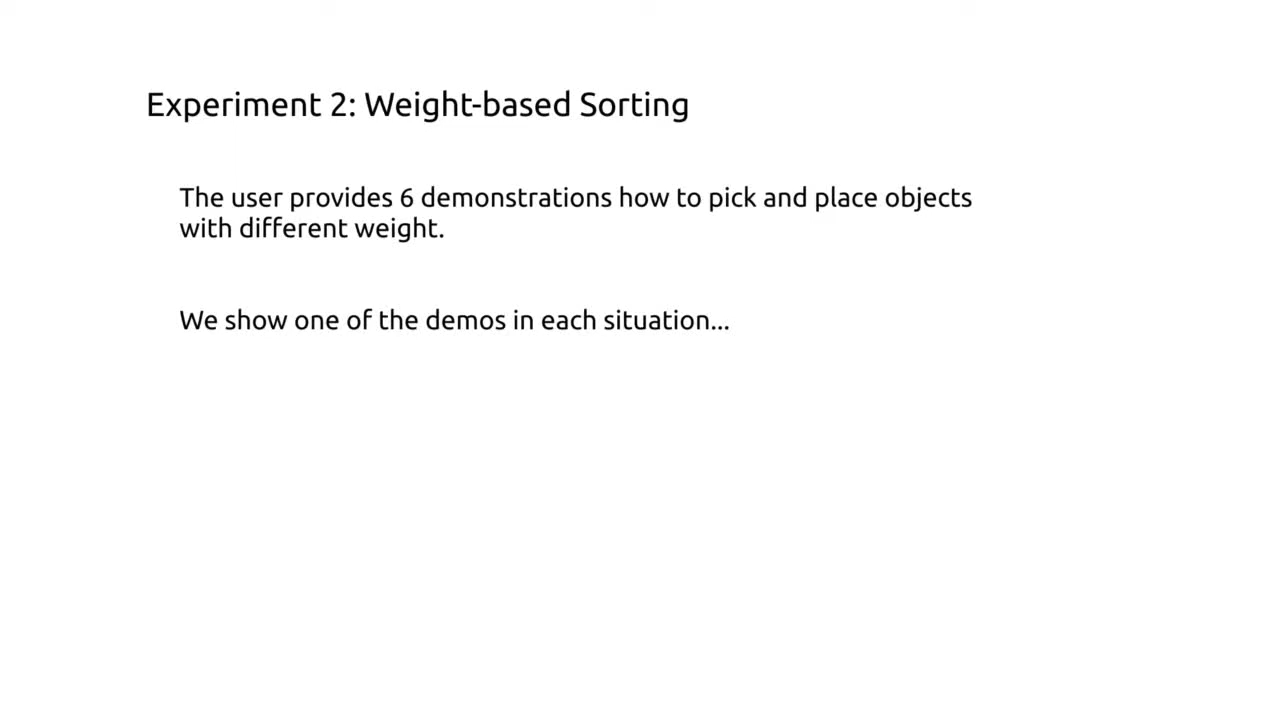 Experiment 2: Weight-based Sorting
The user provides 6 demonstrations how to pick and place objects
with different weight.
We show one of the demos in each situation...